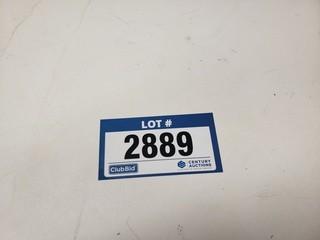 LOT #
2889
ClubBid
CENTURY
AUCTIONS